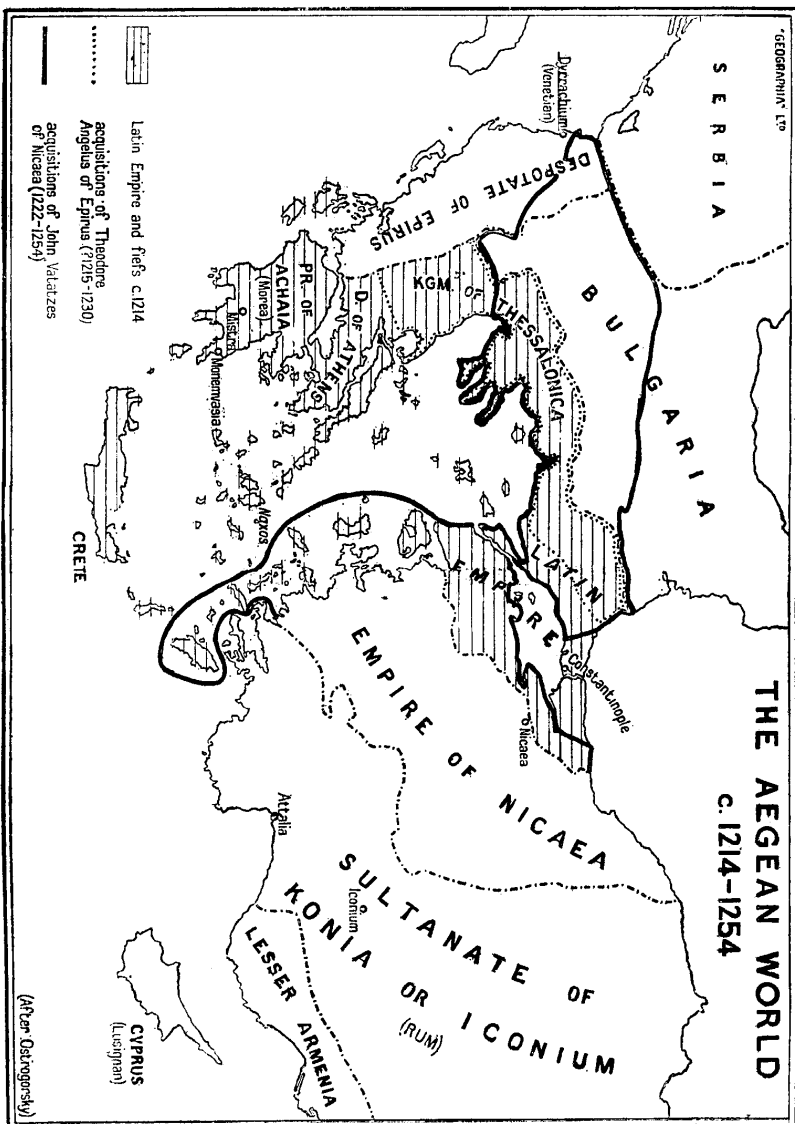 THE AEGEAN WORLD
c. 1214–1254
"GEOGRAPHIA" LTD
SERBIA
BULGARIA
Dyrrachium
(Venetian)
DESPOTATE OF EPIRUS
KGM. OF THESSALONICA
LATIN EMPIRE
Constantinople
Nicaea
EMPIRE OF NICAEA
D. OF ATHENS
PR. OF
ACHAIA
(Morea)
Mistra
Monemvasia
Naxos
CRETE
SULTANATE OF
KONIA OR ICONIUM
(RUM)
Iconium
Attalia
LESSER ARMENIA
CYPRUS
(Lusignan)
Latin Empire and fiefs c.1214
acquisitions of Theodore
Angelus of Epirus (?1215–1230)
acquisitions of John Vatatzes
of Nicaea (1222–1254)
(After Ostrogorsky)